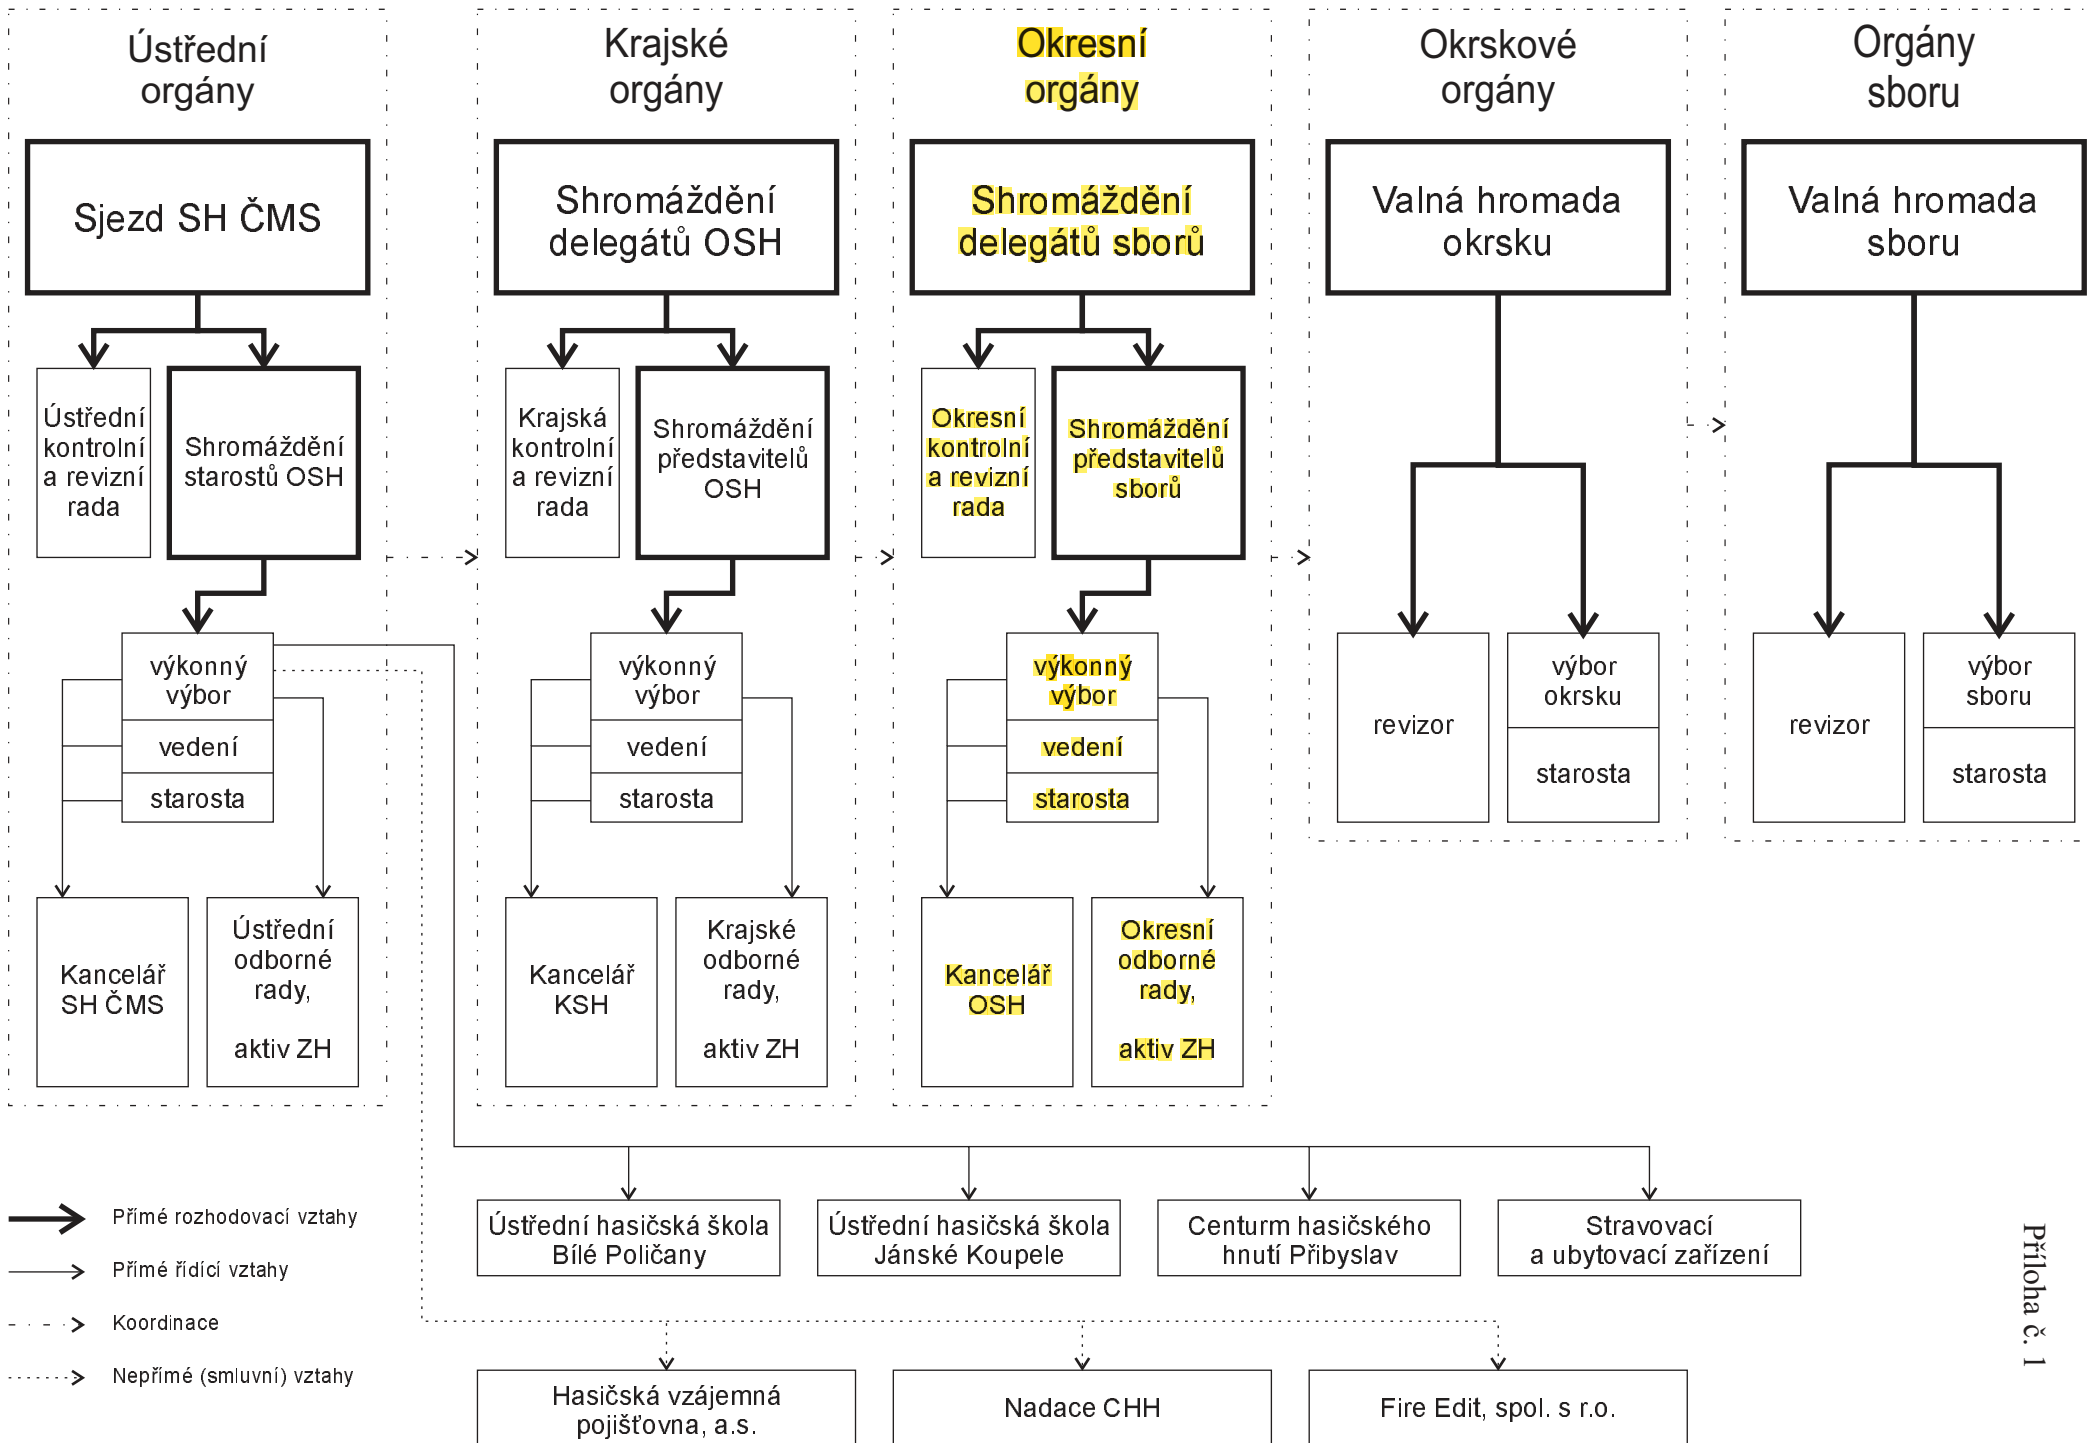 Ústřední
orgány
Sjezd SH ČMS
Ústřední
kontrolní
a revizní
rada
Shromáždění
starostů OSH
výkonný
výbor
vedení
starosta
Kancelář
SH ČMS
Ústřední
odborné
rady,
aktiv ZH
Krajské
orgány
Shromáždění
delegátů OSH
Krajská
kontrolní
a revizní
rada
Shromáždění
představitelů
OSH
výkonný
výbor
vedení
starosta
Kancelář
KSH
Krajské
odborné
rady,
aktiv ZH
Okresní
orgány
Shromáždění
delegátů sborů
Okresní
kontrolní
a revizní
rada
Shromáždění
představitelů
sborů
výkonný
výbor
vedení
starosta
Kancelář
OSH
Okresní
odborné
rady,
aktiv ZH
Okrskové
orgány
Valná hromada
okrsku
revizor
výbor
okrsku
starosta
Orgány
sboru
Valná hromada
sboru
revizor
výbor
sboru
starosta
Ústřední hasičská škola
Bílé Poličany
Ústřední hasičská škola
Jánské Koupele
Centurm hasičského
hnutí Přibyslav
Stravovací
a ubytovací zařízení
Hasičská vzájemná
pojišťovna, a.s.
Nadace CHH
Fire Edit, spol. s r.o.
Přímé rozhodovací vztahy
Přímé řídící vztahy
Koordinace
Nepřímé (smluvní) vztahy
Příloha č. 1